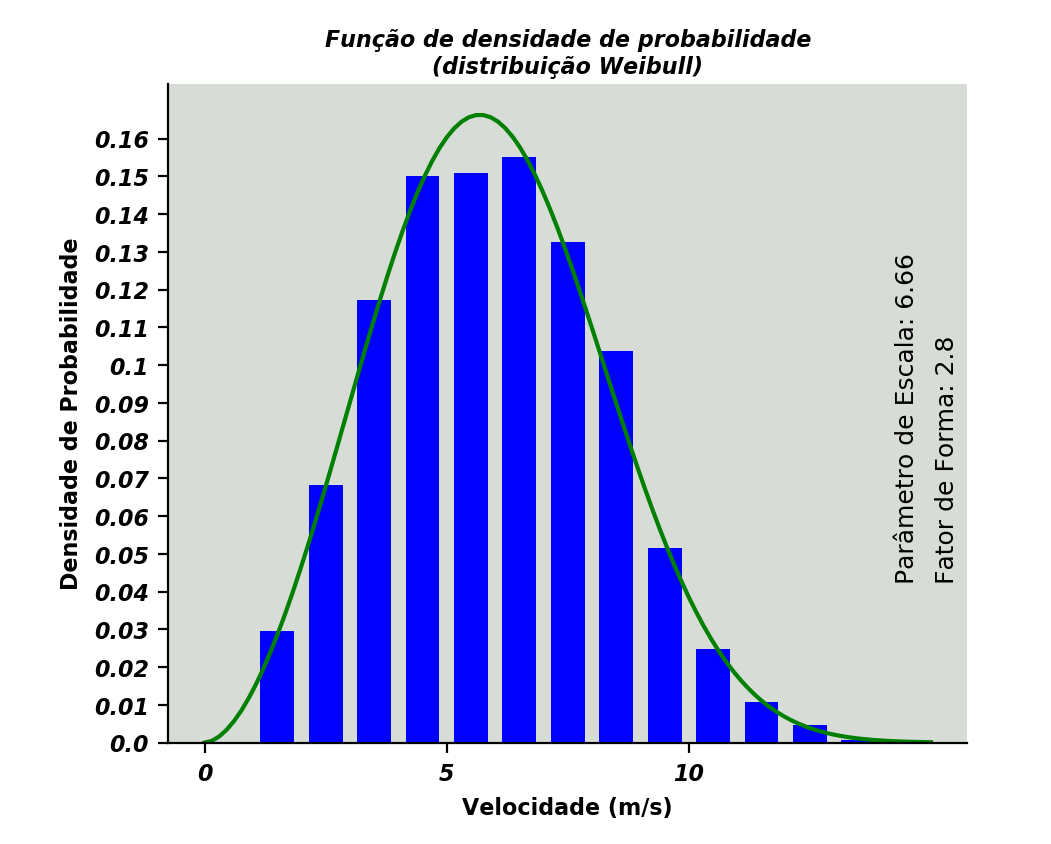 Função de densidade de probabilidade
(distribuição Weibull)
Densidade de Probabilidade
0.16
0.15
0.14
0.13
0.12
0.11
0.1
0.09
0.08
0.07
0.06
0.05
0.04
0.03
0.02
0.01
0.0
Parâmetro de Escala: 6.66
Fator de Forma: 2.8
0 5 10
Velocidade (m/s)